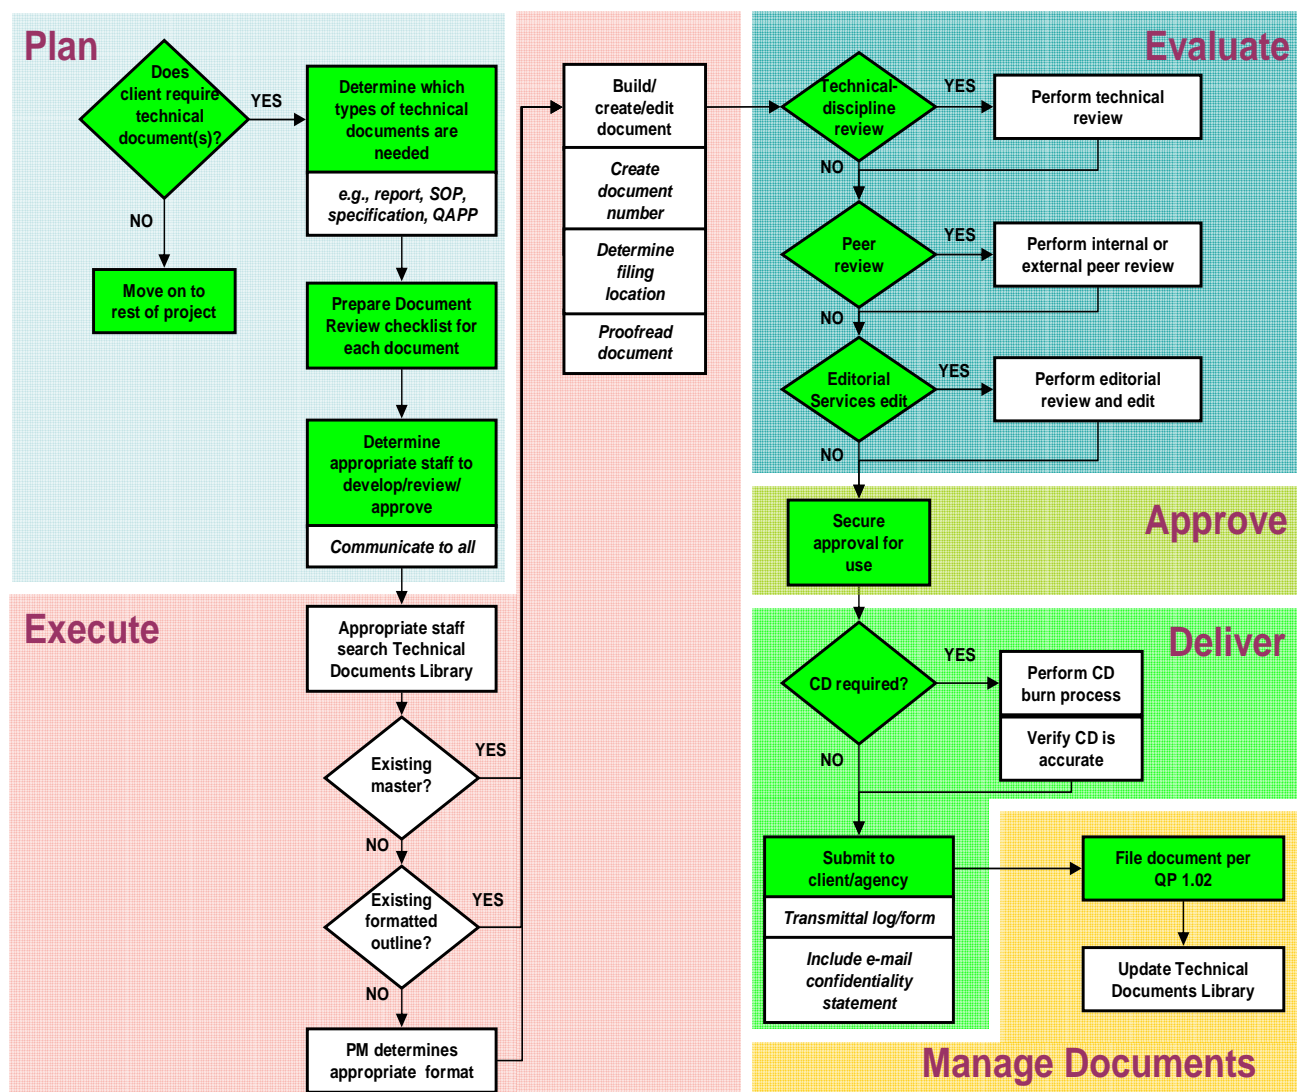 Plan
Does
client require
technical
document(s)?
YES
NO
Move on to
rest of project
Determine which
types of technical
documents are
needed
e.g., report, SOP,
specification, QAPP
Prepare Document
Review checklist for
each document
Determine
appropriate staff to
develop/review/
approve
Communicate to all
Execute
Appropriate staff
search Technical
Documents Library
Existing
master?
YES
NO
Existing
formatted
outline?
YES
NO
PM determines
appropriate format
Build/
create/edit
document
Create
document
number
Determine
filing
location
Proofread
document
Evaluate
Technical-
discipline
review
YES
Perform technical
review
NO
Peer
review
YES
Perform internal or
external peer review
NO
Editorial
Services edit
YES
Perform editorial
review and edit
NO
Approve
Secure
approval for
use
Deliver
CD required?
YES
Perform CD
burn process
Verify CD is
accurate
NO
Submit to
client/agency
Transmittal log/form
Include e-mail
confidentiality
statement
File document per
QP 1.02
Update Technical
Documents Library
Manage Documents